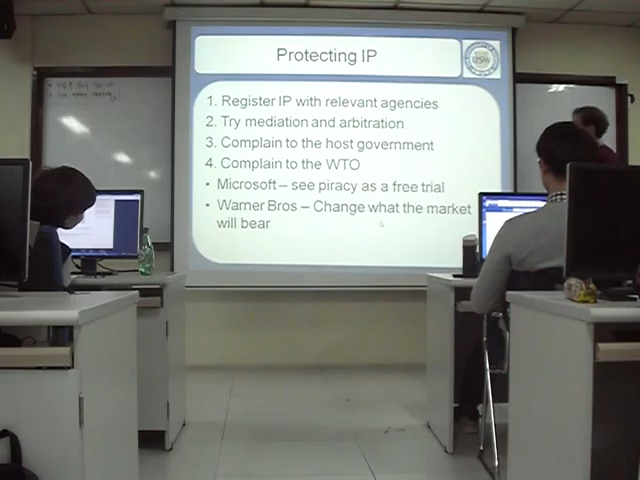 Protecting IP
1. Register IP with relevant agencies
2. Try mediation and arbitration
3. Complain to the host government
4. Complain to the WTO
• Microsoft – see piracy as a free trial
• Warner Bros – Change what the market
will bear